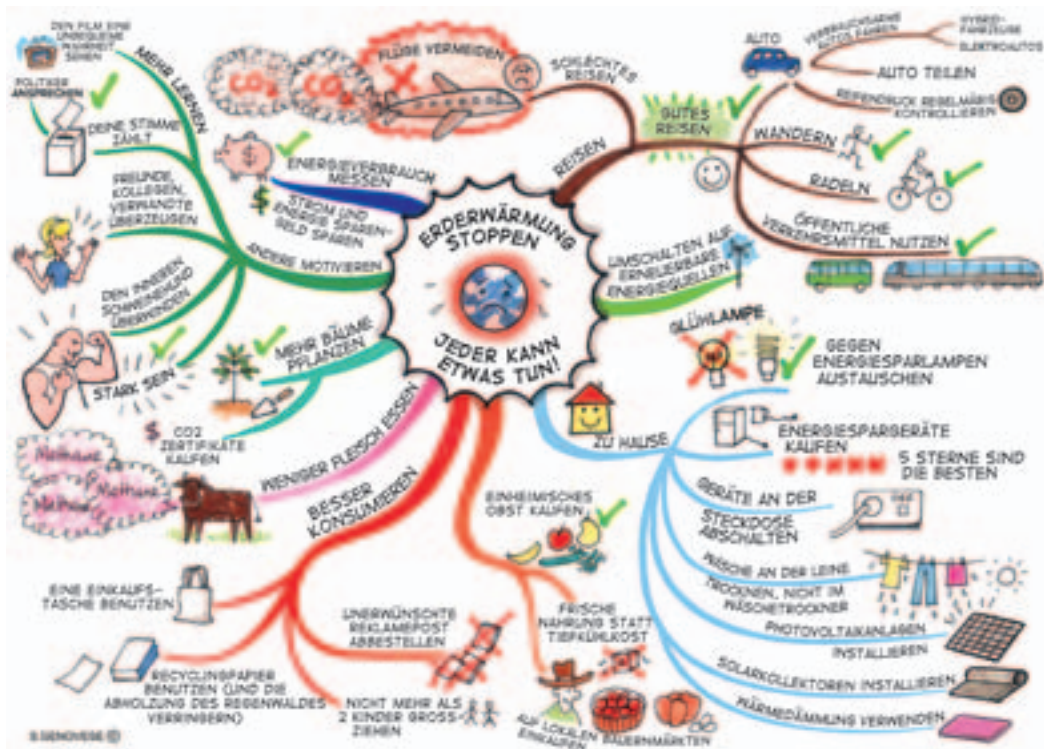 ERDERWÄRMUNG
STOPPEN
JEDER KANN
ETWAS TUN!
REISEN
SCHLECHTES
REISEN
FLÜGE VERMEIDEN
CO2
CO2
GUTES
REISEN
AUTO
VERBRAUCHSARME
AUTOS FAHREN
HYBRID-
FAHRZEUGE
ELEKTROAUTOS
AUTO TEILEN
REIFENDRUCK REGELMÄßIG
KONTROLLIEREN
WANDERN
RADELN
ÖFFENTLICHE
VERKEHRSMITTEL NUTZEN
UMSCHALTEN AUF
ERNEUERBARE
ENERGIEQUELLEN
ZU HAUSE
GLÜHLAMPE
GEGEN
ENERGIESPARLAMPEN
AUSTAUSCHEN
ENERGIESPARGERÄTE
KAUFEN
5 STERNE SIND
DIE BESTEN
GERÄTE AN DER
STECKDOSE
ABSCHALTEN
WÄSCHE AN DER LEINE
TROCKNEN, NICHT IM
WÄSCHETROCKNER
PHOTOVOLTAIKANLAGEN
INSTALLIEREN
SOLARKOLLEKTOREN INSTALLIEREN
WÄRMEDÄMMUNG VERWENDEN
EINHEIMISCHES
OBST KAUFEN
FRISCHE
NAHRUNG STATT
TIEFKÜHLKOST
AUF LOKALEN BAUERNMÄRKTEN
EINKAUFEN
BESSER
KONSUMIEREN
EINE EINKAUFS-
TASCHE BENUTZEN
RECYCLINGPAPIER
BENUTZEN (UND DIE
ABHOLZUNG DES REGENWALDES
VERRINGERN)
NICHT MEHR ALS
2 KINDER GROSS-
ZIEHEN
UNERWÜNSCHTE
REKLAMEPOST
ABBESTELLEN
WENIGER FLEISCH ESSEN
Methane
Methane
Methane
MEHR BÄUME
PFLANZEN
$ CO2
ZERTIFIKATE
KAUFEN
ANDERE MOTIVIEREN
MEHR LERNEN
DEN FILM EINE
UNBEQUEME
WAHRHEIT
SEHEN
DEINE STIMME
ZÄHLT
POLITIKER
ANSPRECHEN
FREUNDE,
KOLLEGEN,
VERWANDTE
ÜBERZEUGEN
DEN INNEREN
SCHWEINEHUND
ÜBERWINDEN
STARK SEIN
ENERGIEVERBRAUCH
MESSEN
$
$
STROM UND
ENERGIE SPAREN-
GELD SPAREN
S.GENOVESE ©